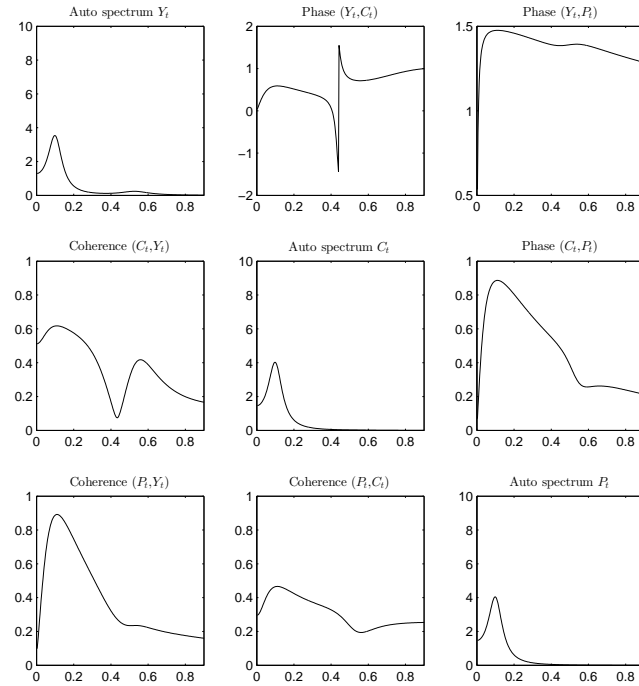 Auto spectrum Y_t
10
8
6
4
2
0
0 0.2 0.4 0.6 0.8
Phase (Y_t,C_t)
2
1
0
−1
−2
0 0.2 0.4 0.6 0.8
Phase (Y_t,P_t)
1.5
1
0.5
0 0.2 0.4 0.6 0.8
Coherence (C_t,Y_t)
1
0.8
0.6
0.4
0.2
0
0 0.2 0.4 0.6 0.8
Auto spectrum C_t
10
8
6
4
2
0
0 0.2 0.4 0.6 0.8
Phase (C_t,P_t)
1
0.8
0.6
0.4
0.2
0
0 0.2 0.4 0.6 0.8
Coherence (P_t,Y_t)
1
0.8
0.6
0.4
0.2
0
0 0.2 0.4 0.6 0.8
Coherence (P_t,C_t)
1
0.8
0.6
0.4
0.2
0
0 0.2 0.4 0.6 0.8
Auto spectrum P_t
10
8
6
4
2
0
0 0.2 0.4 0.6 0.8